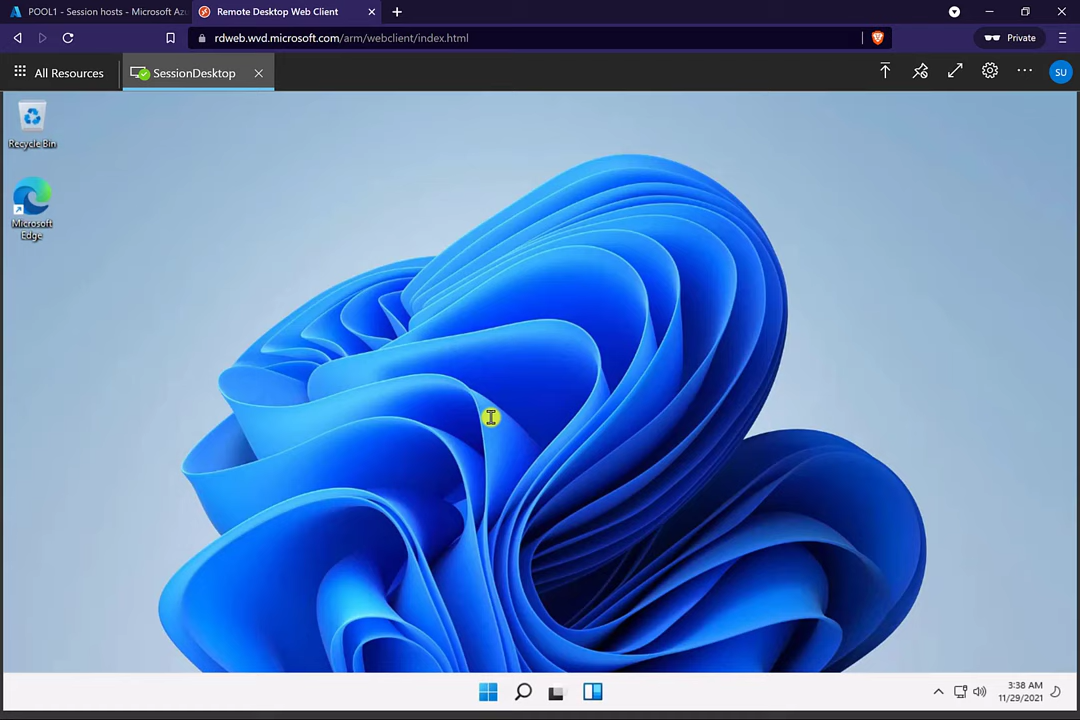 POOL1 - Session hosts - Microsoft Az
Remote Desktop Web Client
rdweb.wvd.microsoft.com/arm/webclient/index.html
Private
All Resources
SessionDesktop
SU
Recycle Bin
Microsoft
Edge
3:38 AM
11/29/2021